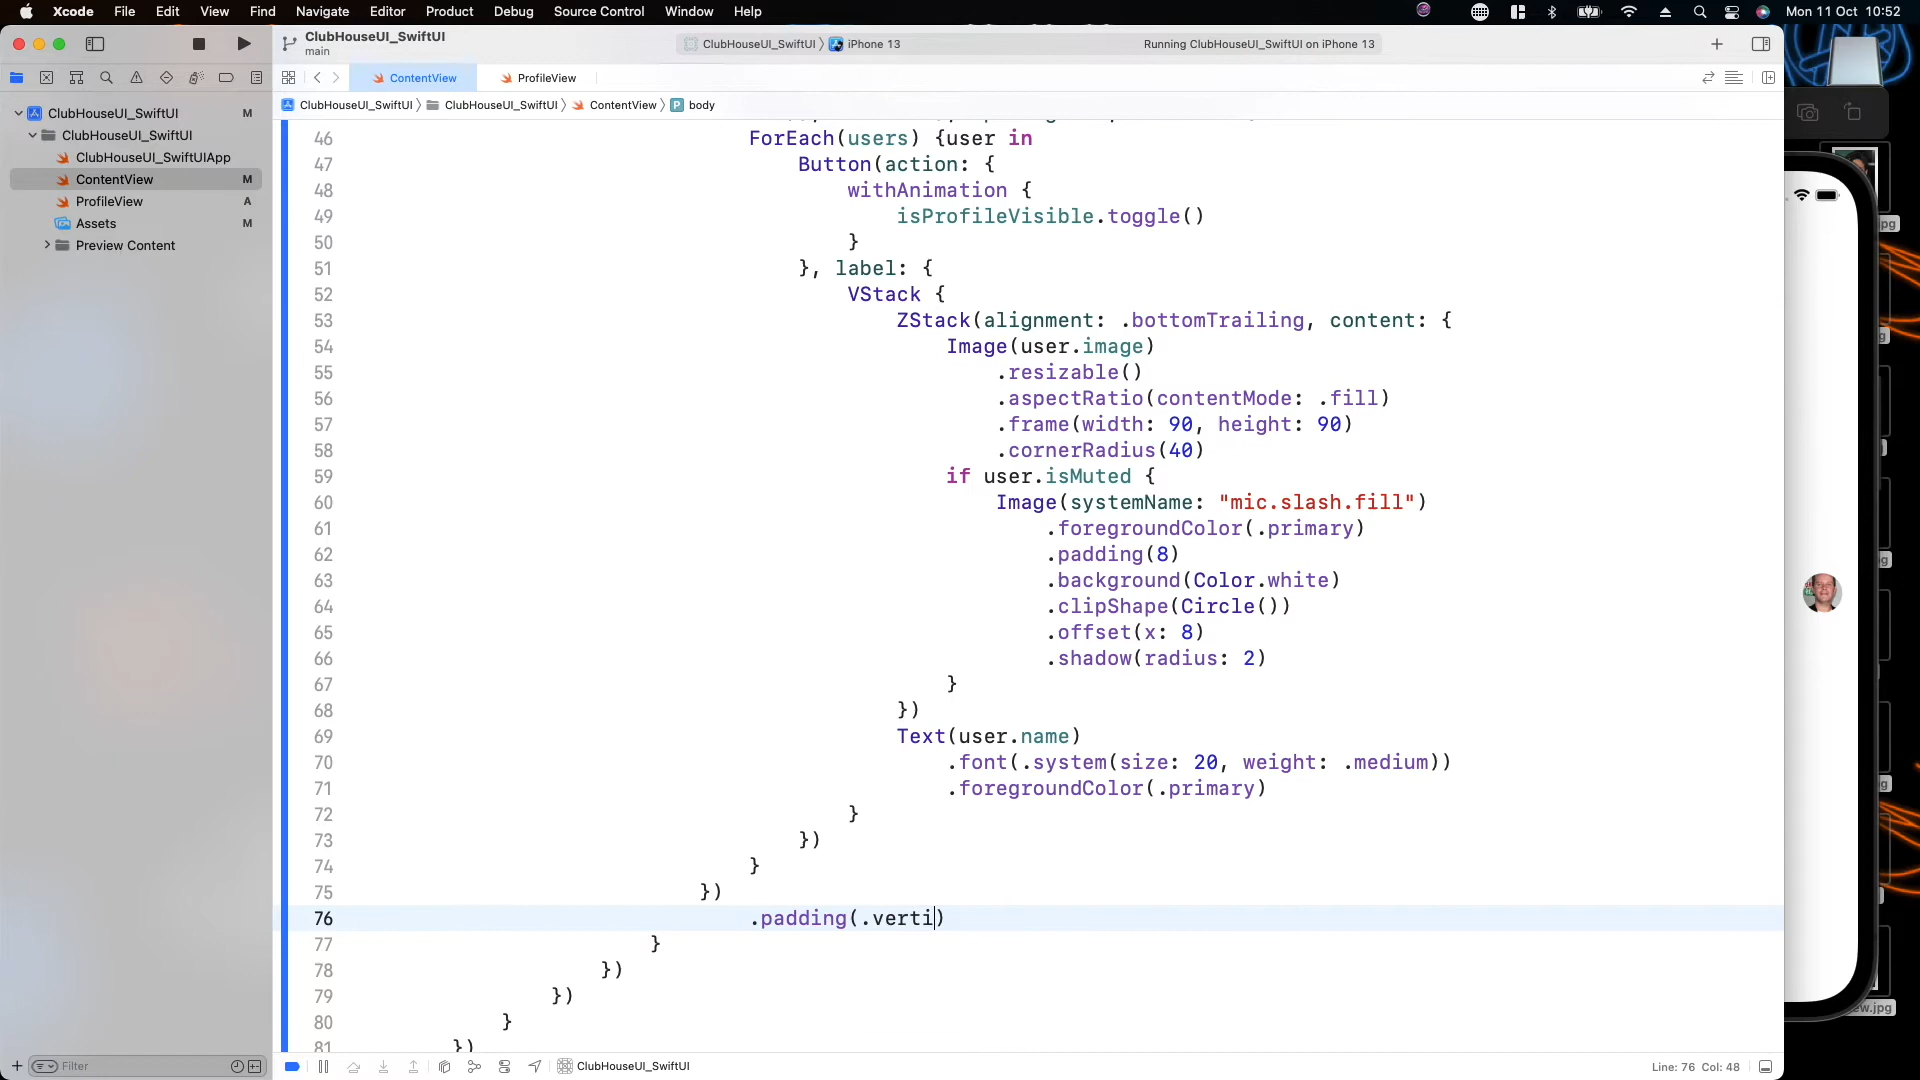 Xcode File Edit View Find Navigate Editor Product Debug Source Control Window Help Mon 11 Oct 10:52
ClubHouseUI_SwiftUI
main
ClubHouseUI_SwiftUI iPhone 13 Running ClubHouseUI_SwiftUI on iPhone 13
ContentView ProfileView
ClubHouseUI_SwiftUI ClubHouseUI_SwiftUI ContentView P body
ClubHouseUI_SwiftUI M
ClubHouseUI_SwiftUI
ClubHouseUI_SwiftUIApp
ContentView M
ProfileView A
Assets M
Preview Content
46 ForEach(users) {user in
47 Button(action: {
48 withAnimation {
49 isProfileVisible.toggle()
50 }
51 }, label: {
52 VStack {
53 ZStack(alignment: .bottomTrailing, content: {
54 Image(user.image)
55 .resizable()
56 .aspectRatio(contentMode: .fill)
57 .frame(width: 90, height: 90)
58 .cornerRadius(40)
59 if user.isMuted {
60 Image(systemName: "mic.slash.fill")
61 .foregroundColor(.primary)
62 .padding(8)
63 .background(Color.white)
64 .clipShape(Circle())
65 .offset(x: 8)
66 .shadow(radius: 2)
67 }
68 })
69 Text(user.name)
70 .font(.system(size: 20, weight: .medium))
71 .foregroundColor(.primary)
72 }
73 })
74 }
75 })
76 .padding(.verti)
77 }
78 })
79 })
80 }
81 })
Filter
ClubHouseUI_SwiftUI
Line: 76 Col: 48